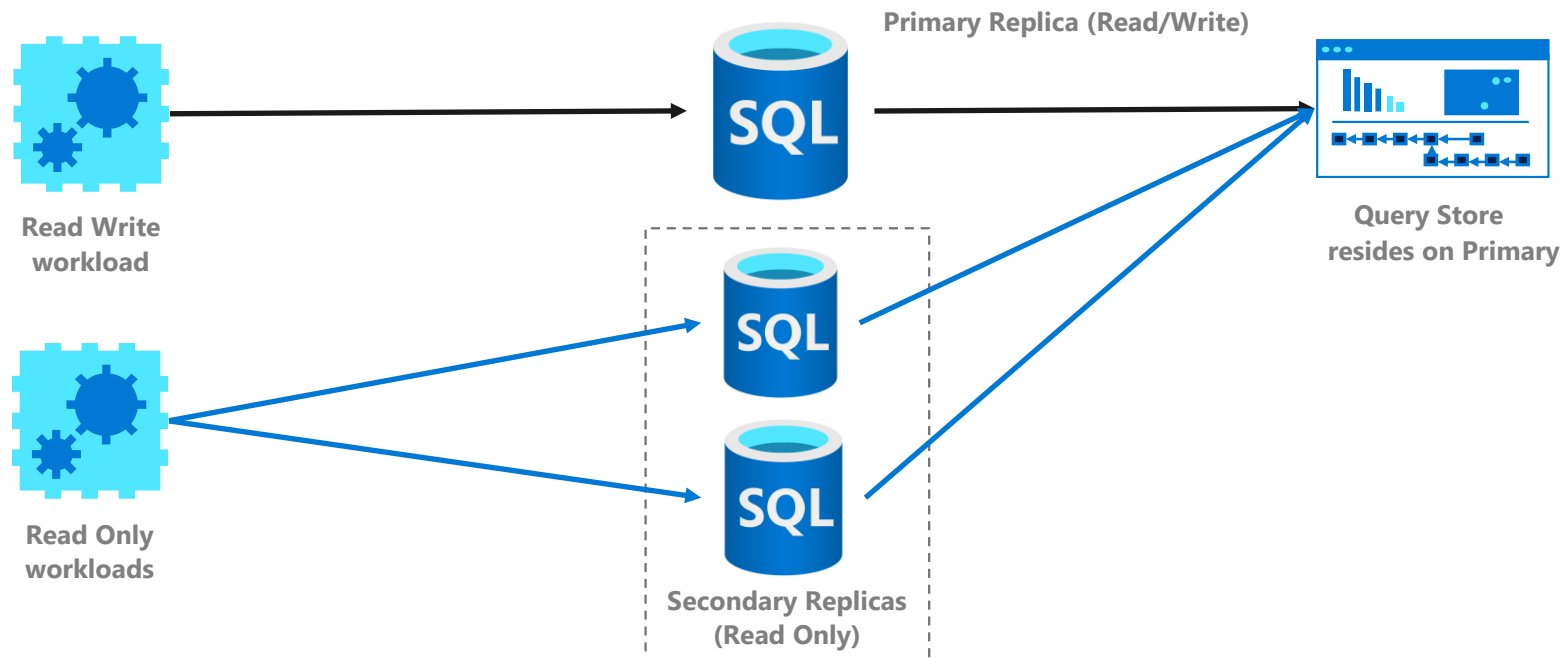 Primary Replica (Read/Write)
SQL
Read Write
workload
Query Store
resides on Primary
SQL
SQL
Read Only
workloads
Secondary Replicas
(Read Only)